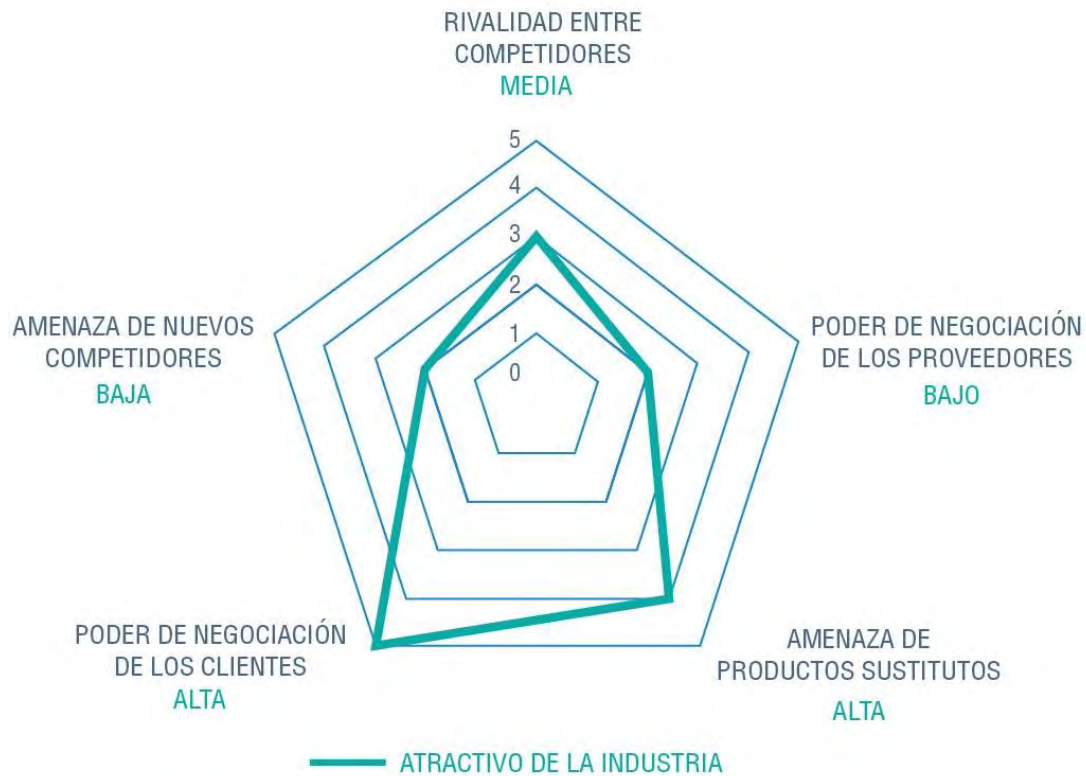 RIVALIDAD ENTRE
COMPETIDORES
MEDIA
5
4
3
2
1
0
AMENAZA DE NUEVOS
COMPETIDORES
BAJA
PODER DE NEGOCIACIÓN
DE LOS PROVEEDORES
BAJO
PODER DE NEGOCIACIÓN
DE LOS CLIENTES
ALTA
AMENAZA DE
PRODUCTOS SUSTITUTOS
ALTA
ATRACTIVO DE LA INDUSTRIA